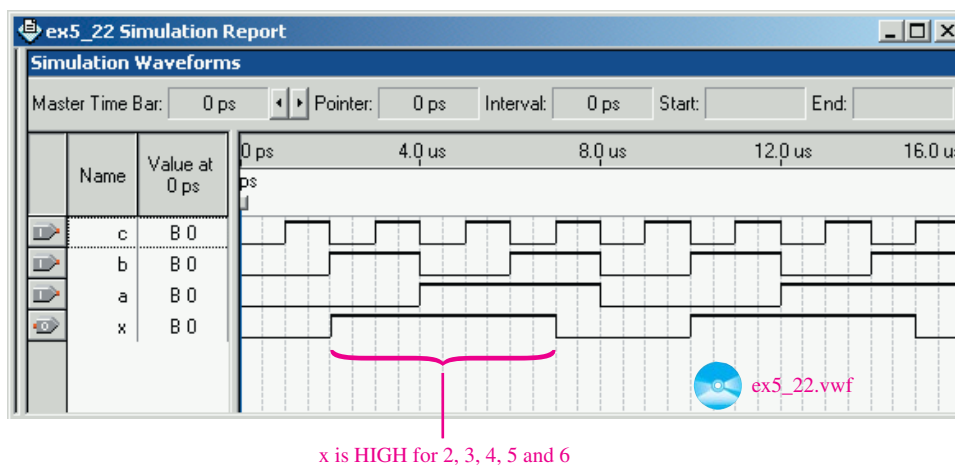 ex5_22 Simulation Report
Simulation Waveforms
Master Time Bar: 0 ps Pointer: 0 ps Interval: 0 ps Start: End:
Name Value at 0 ps
0 ps 4.0 us 8.0 us 12.0 us 16.0 us
ps
c B 0
b B 0
a B 0
x B 0
ex5_22.vwf
x is HIGH for 2, 3, 4, 5 and 6